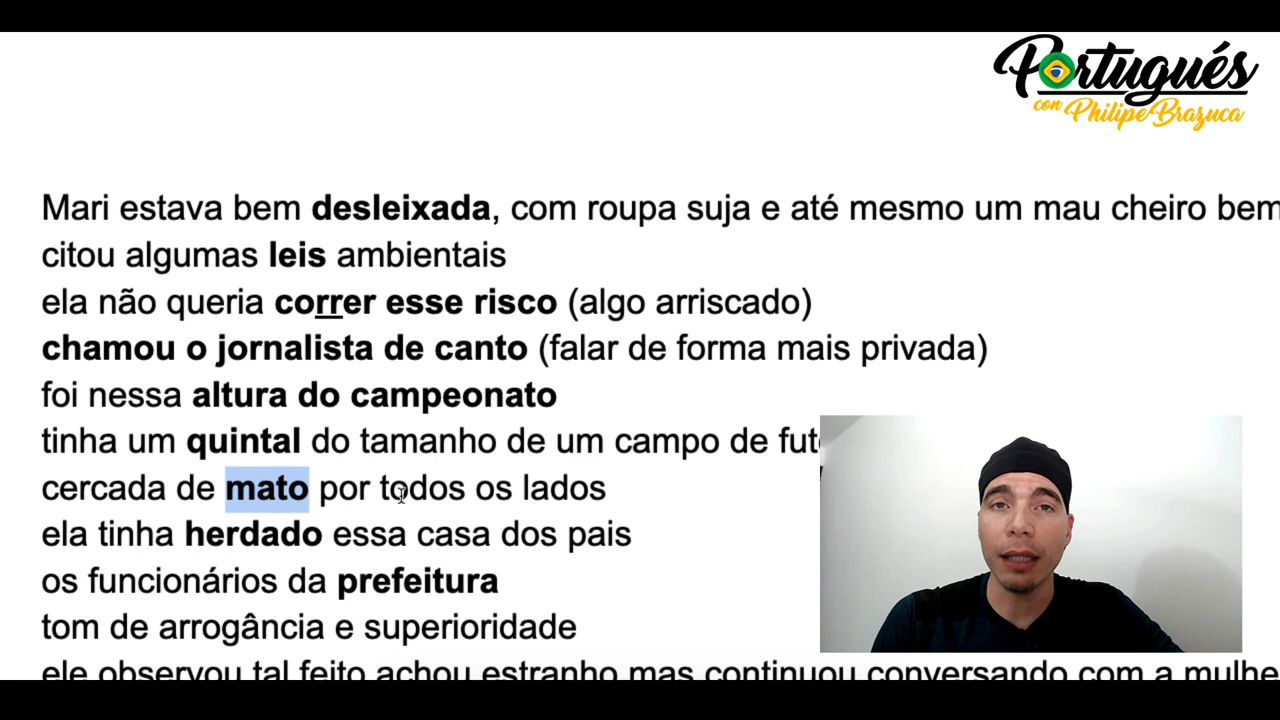 Portugués
con PhilipeBrazuca
Mari estava bem desleixada, com roupa suja e até mesmo um mau cheiro bem
citou algumas leis ambientais
ela não queria correr esse risco (algo arriscado)
chamou o jornalista de canto (falar de forma mais privada)
foi nessa altura do campeonato
tinha um quintal do tamanho de um campo de fut
cercada de mato por todos os lados
ela tinha herdado essa casa dos pais
os funcionários da prefeitura
tom de arrogância e superioridade
ele observou tal feito achou estranho mas continuou conversando com a mulhe